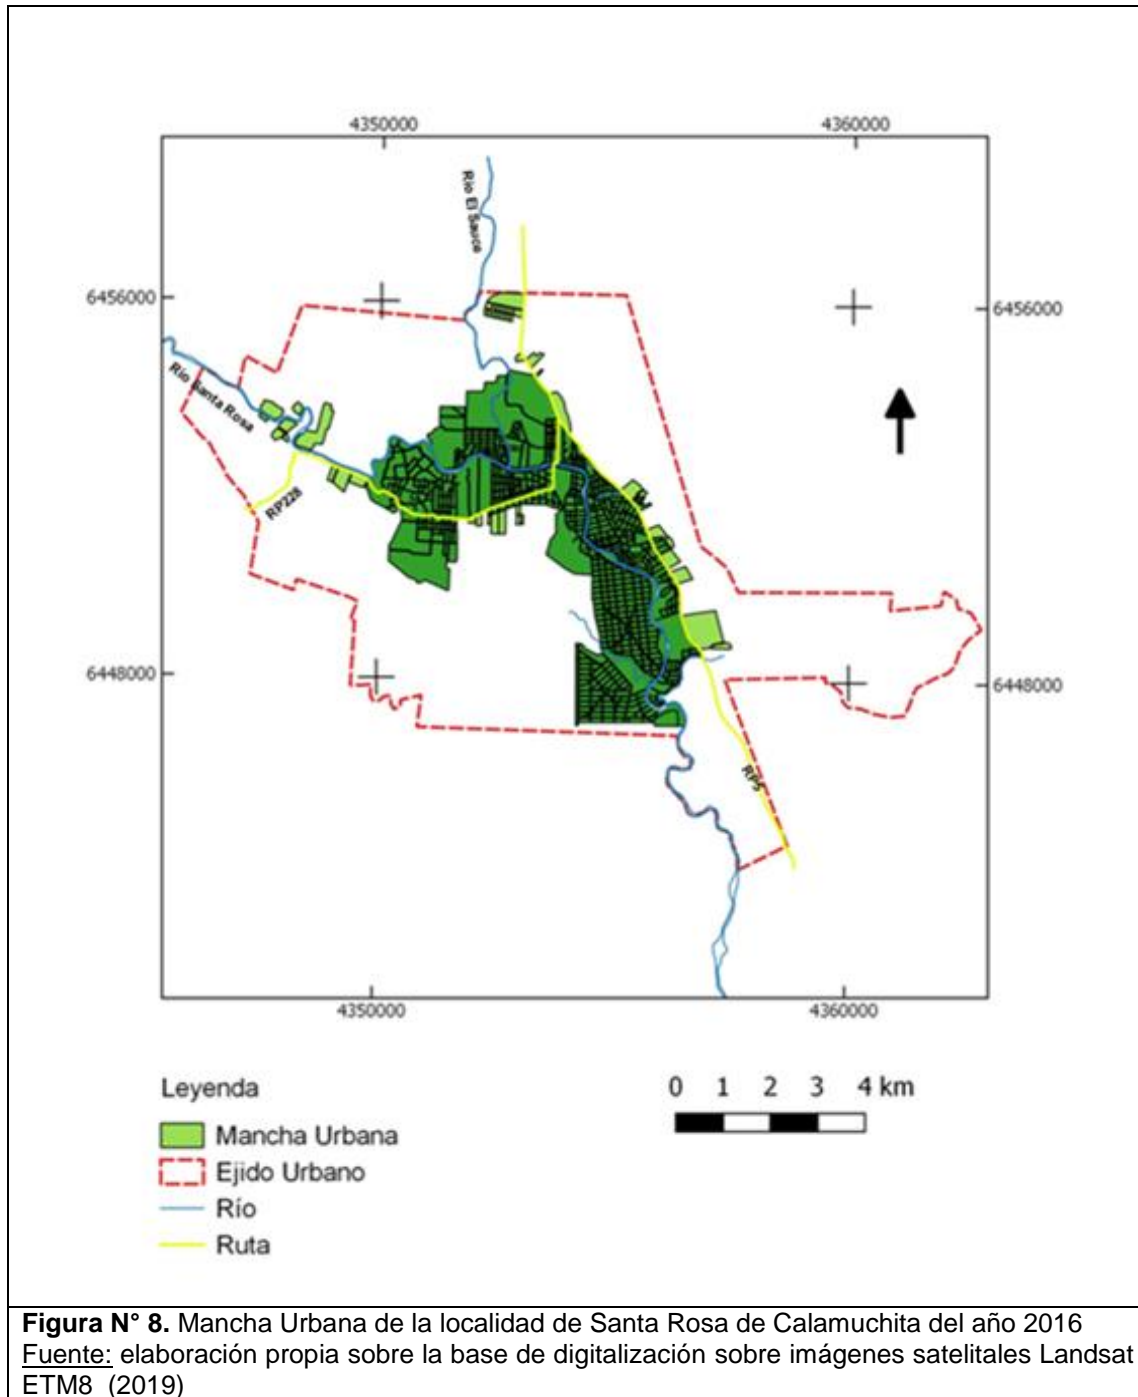 4350000 4360000
Río El Sauce
6456000 6456000
Río Santa Rosa
RP228
6448000 6448000
RP5
4350000 4360000
Leyenda
Mancha Urbana
Ejido Urbano
Río
Ruta
0 1 2 3 4 km
Figura N° 8. Mancha Urbana de la localidad de Santa Rosa de Calamuchita del año 2016
Fuente: elaboración propia sobre la base de digitalización sobre imágenes satelitales Landsat
ETM8 (2019)